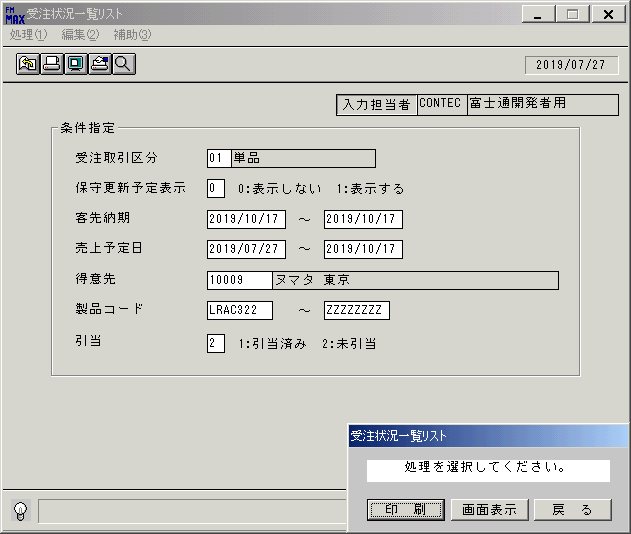 FM MAX 受注状況一覧リスト
処理(1) 編集(2) 補助(3)
2019/07/27
入力担当者 CONTEC 富士通開発者用
条件指定
受注取引区分 01 単品
保守更新予定表示 0 0:表示しない 1:表示する
客先納期 2019/10/17 ～ 2019/10/17
売上予定日 2019/07/27 ～ 2019/10/17
得意先 10009 ヌマタ 東京
製品コード LRAC322 ～ ZZZZZZZZ
引当 2 1:引当済み 2:未引当
受注状況一覧リスト
処理を選択してください。
印 刷 画面表示 戻 る